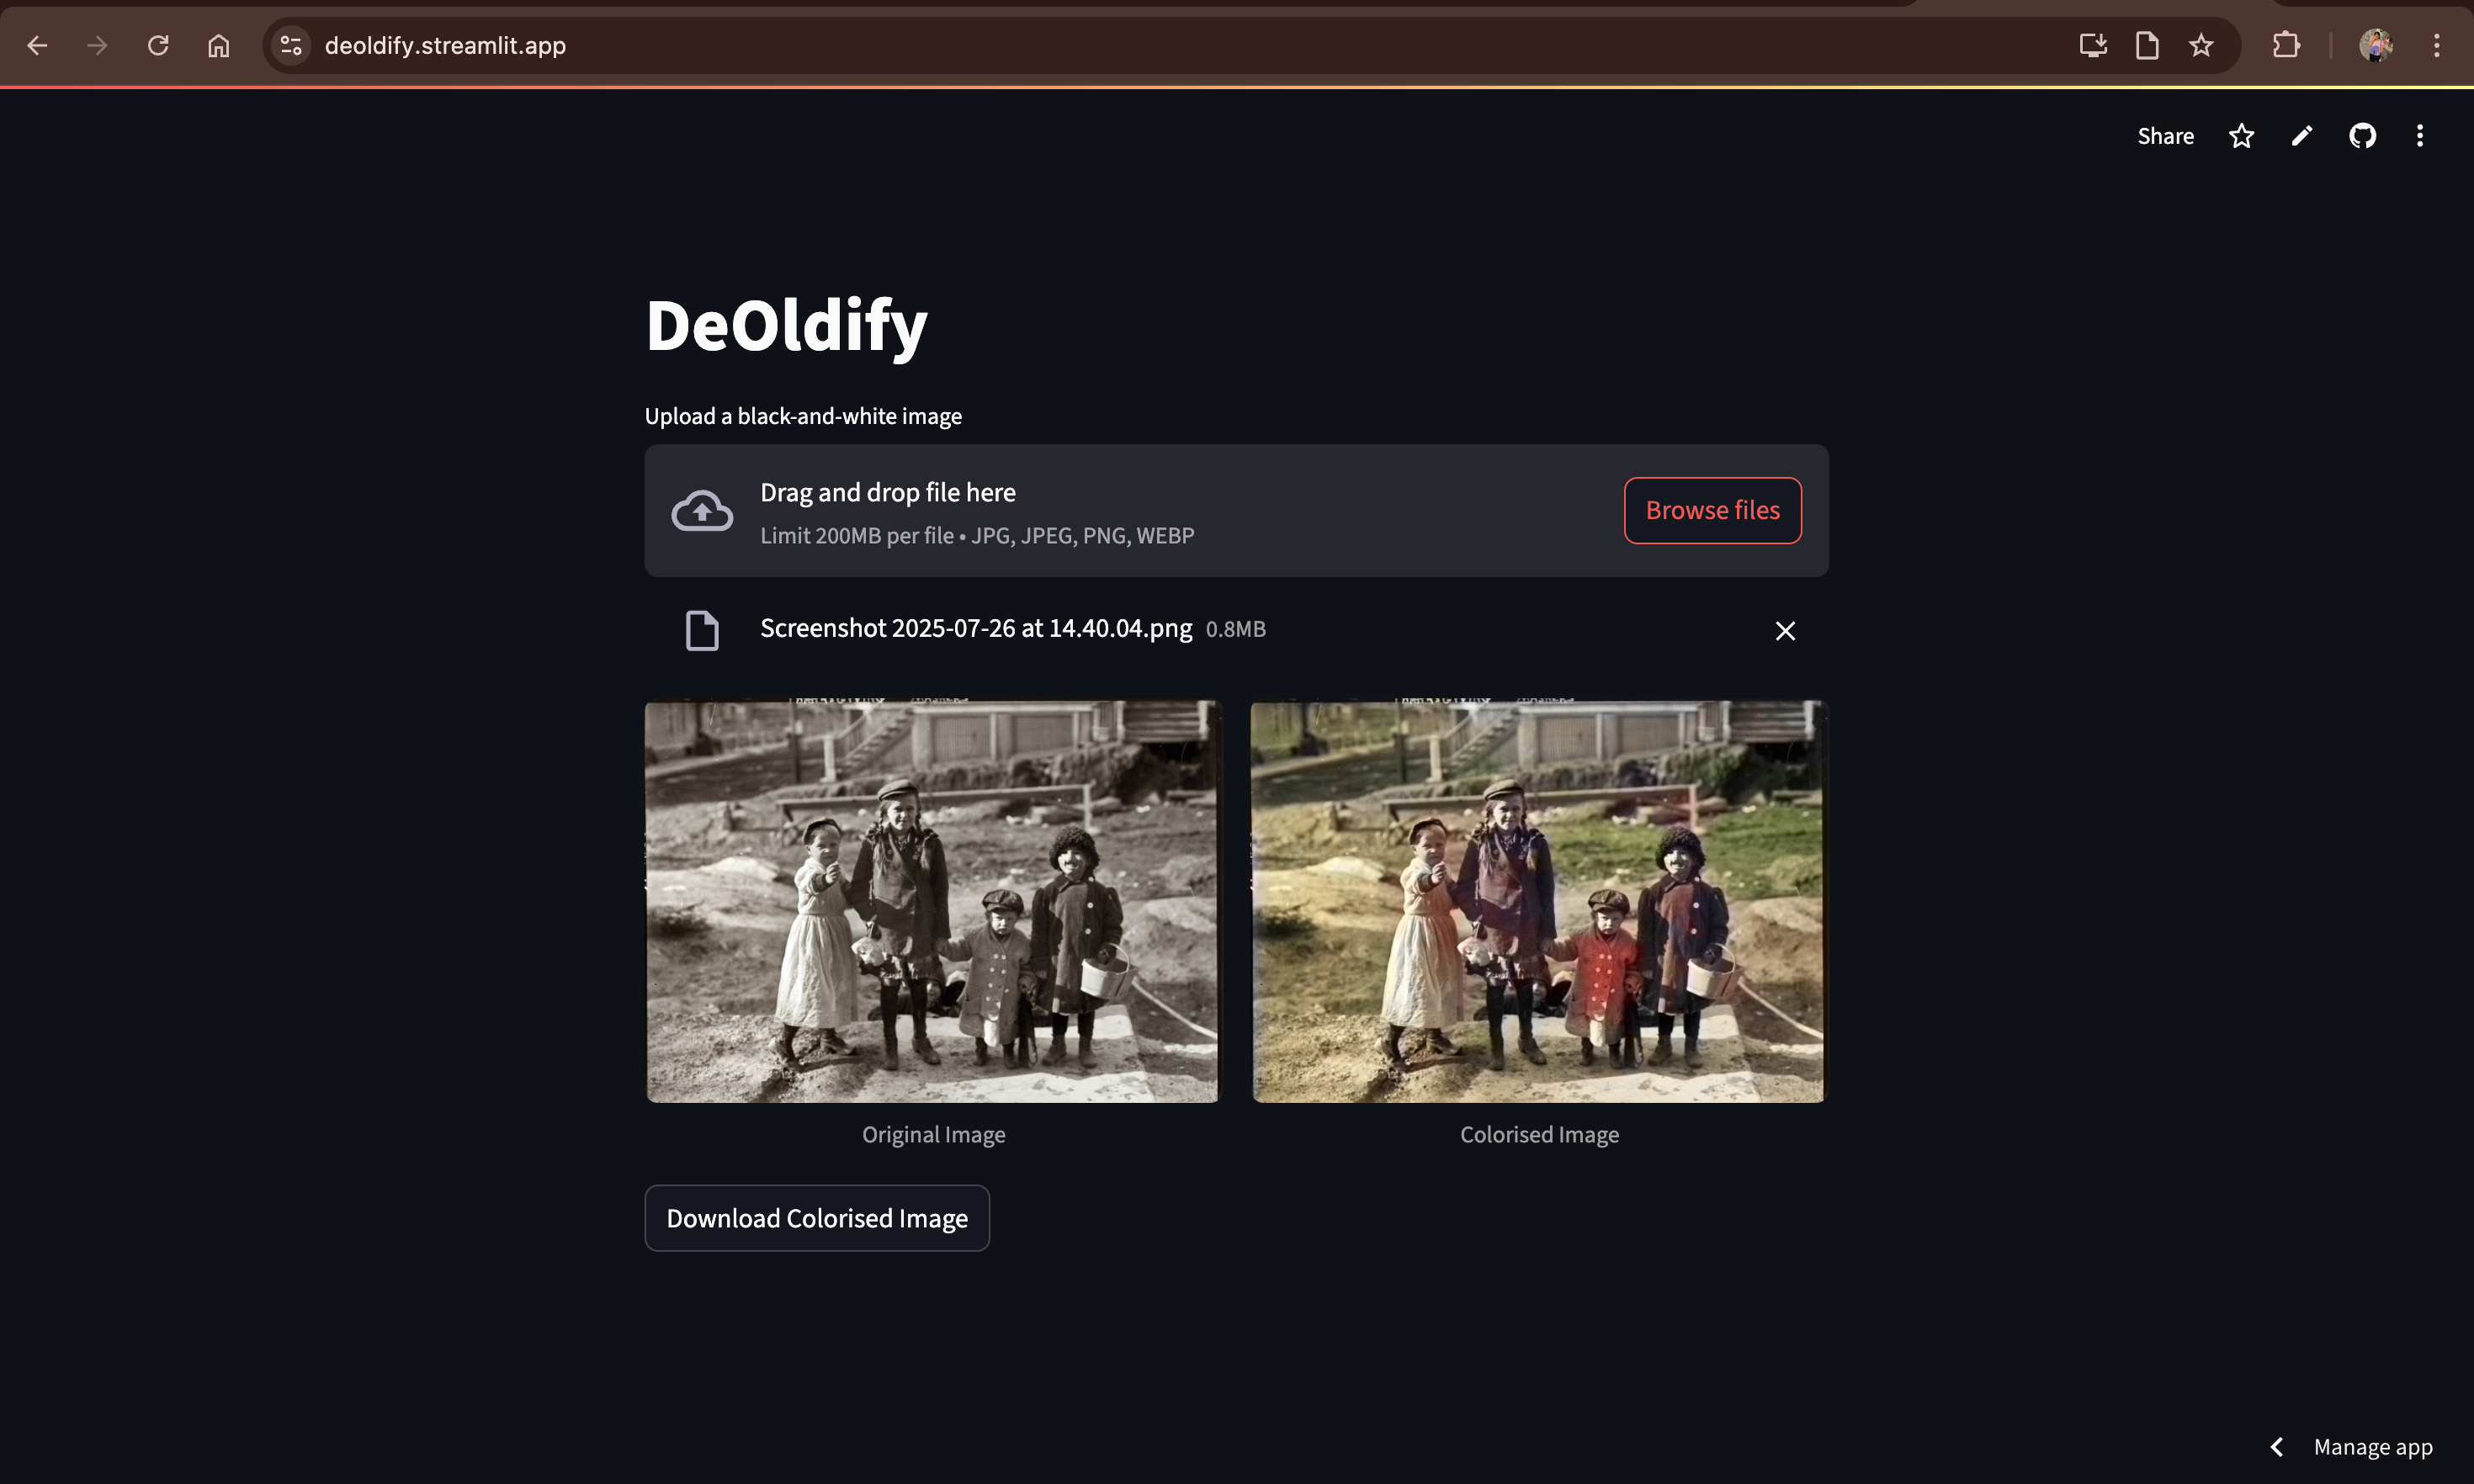 deoldify.streamlit.app
Share
DeOldify
Upload a black-and-white image
Drag and drop file here
Limit 200MB per file • JPG, JPEG, PNG, WEBP
Browse files
Screenshot 2025-07-26 at 14.40.04.png 0.8MB
Original Image
Colorised Image
Download Colorised Image
Manage app